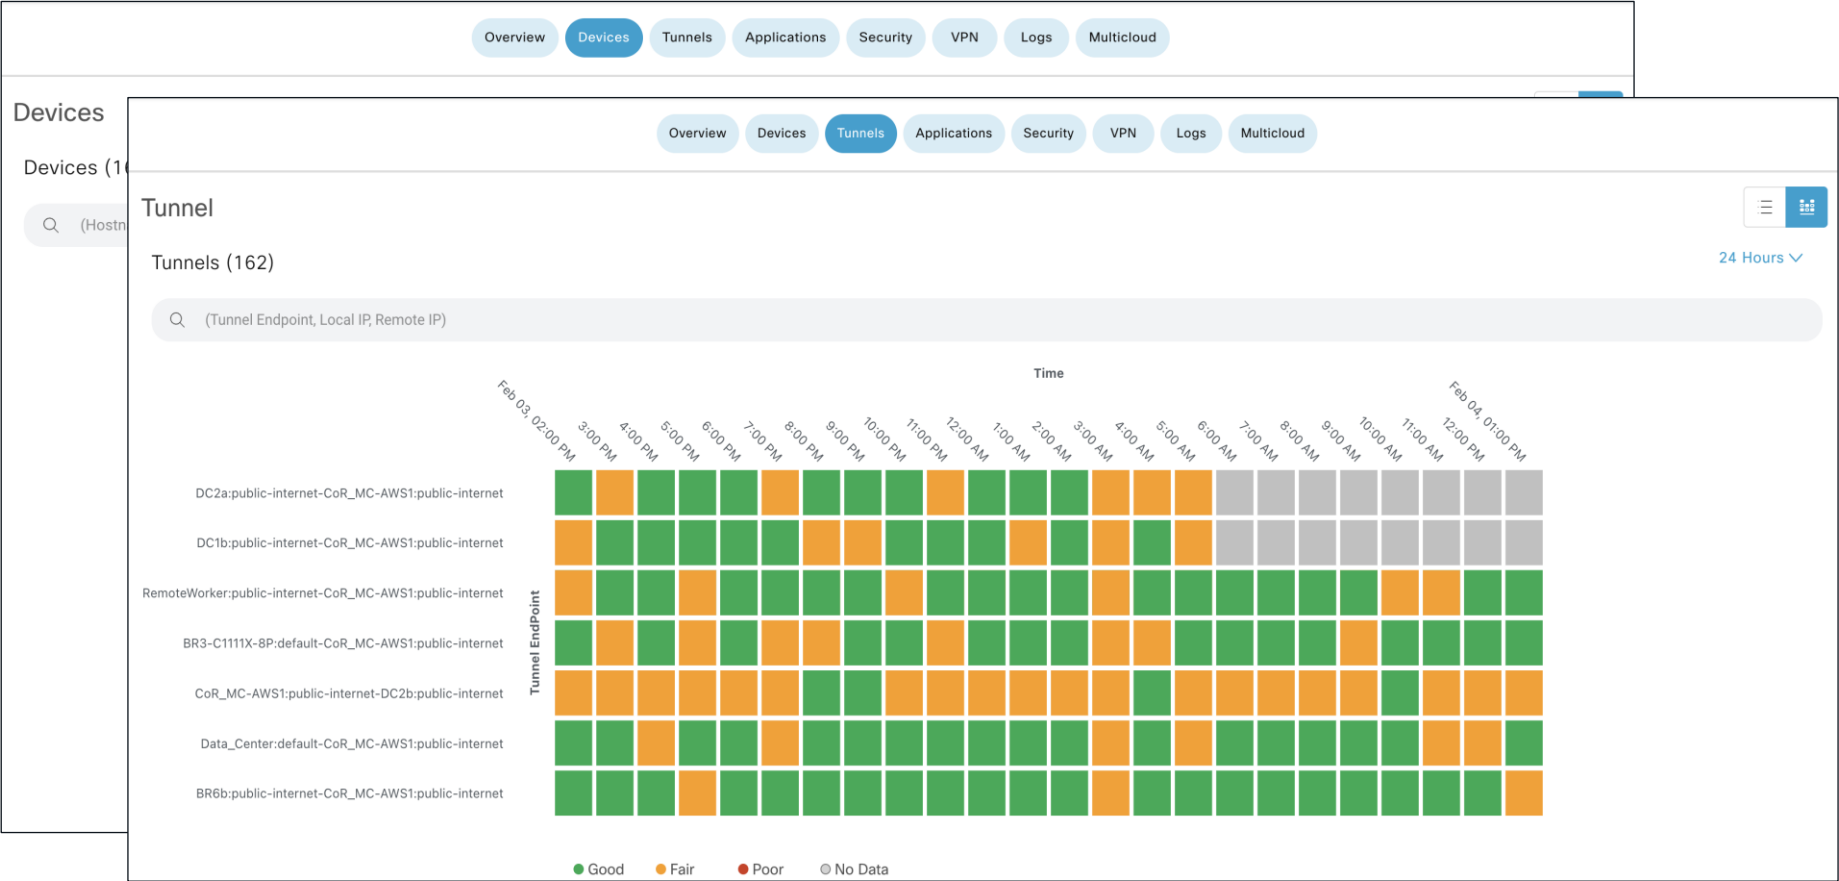 Overview Devices Tunnels Applications Security VPN Logs Multicloud
Devices
Devices (16
(Hostn
Overview Devices Tunnels Applications Security VPN Logs Multicloud
Tunnel
Tunnels (162)
24 Hours
(Tunnel Endpoint, Local IP, Remote IP)
Time
Feb 03, 02:00 PM
3:00 PM
4:00 PM
5:00 PM
6:00 PM
7:00 PM
8:00 PM
9:00 PM
10:00 PM
11:00 PM
12:00 AM
1:00 AM
2:00 AM
3:00 AM
4:00 AM
5:00 AM
6:00 AM
7:00 AM
8:00 AM
9:00 AM
10:00 AM
11:00 AM
12:00 PM
Feb 04, 01:00 PM
Tunnel EndPoint
DC2a:public-internet-CoR_MC-AWS1:public-internet
DC1b:public-internet-CoR_MC-AWS1:public-internet
RemoteWorker:public-internet-CoR_MC-AWS1:public-internet
BR3-C1111X-8P:default-CoR_MC-AWS1:public-internet
CoR_MC-AWS1:public-internet-DC2b:public-internet
Data_Center:default-CoR_MC-AWS1:public-internet
BR6b:public-internet-CoR_MC-AWS1:public-internet
Good Fair Poor No Data